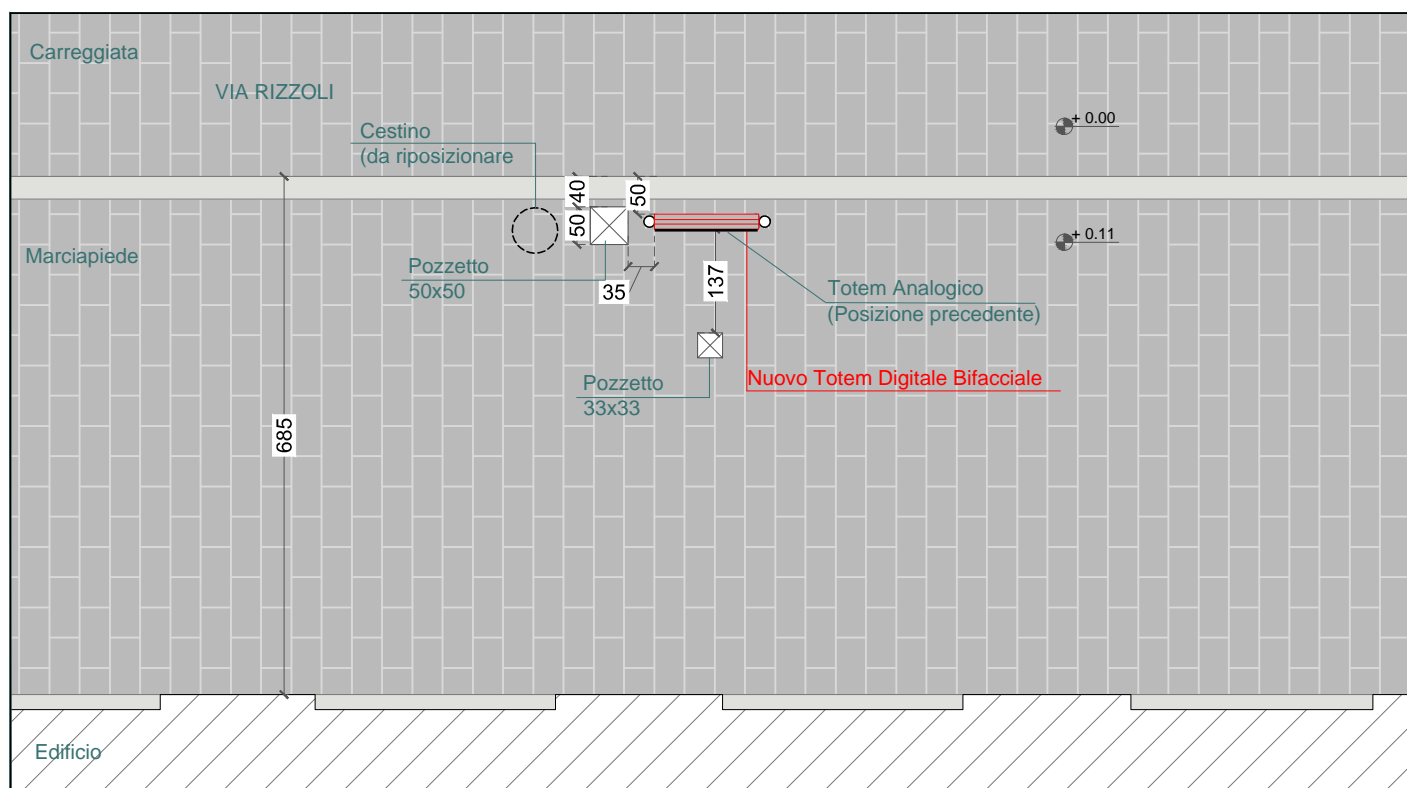 Carreggiata
VIA RIZZOLI
+ 0.00
Cestino
(da riposizionare
40
50
50
+ 0.11
Marciapiede
Pozzetto
50x50
35
137
Totem Analogico
(Posizione precedente)
Nuovo Totem Digitale Bifacciale
Pozzetto
33x33
685
Edificio